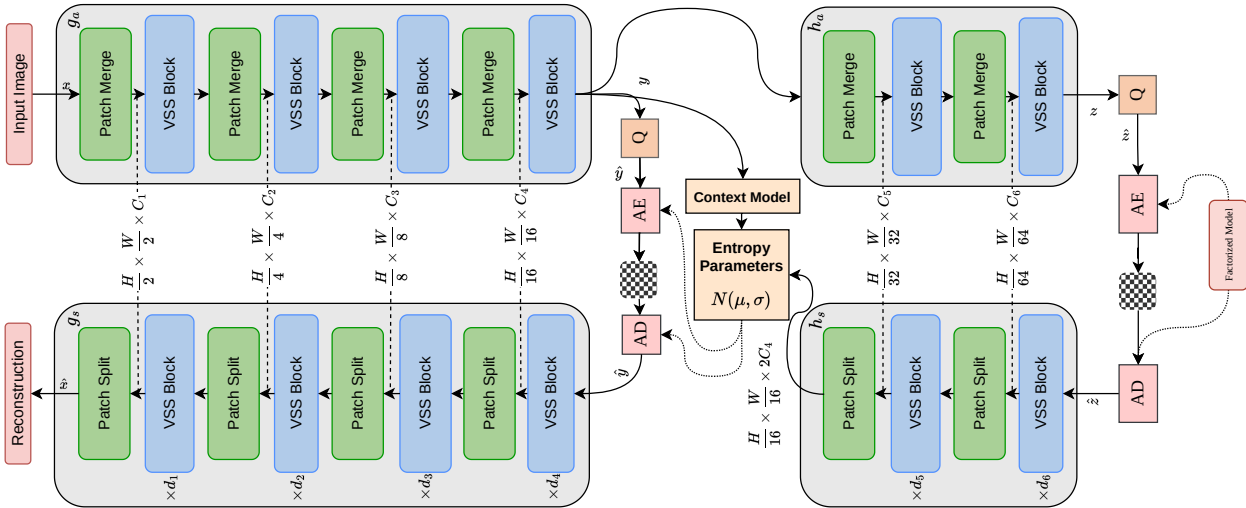 Input Image
x
g_a
Patch Merge
VSS Block
Patch Merge
VSS Block
Patch Merge
VSS Block
Patch Merge
VSS Block
y
h_a
Patch Merge
VSS Block
Patch Merge
VSS Block
z
Q
ẑ
AE
Factorized Model
AD
ẑ
Q
ŷ
AE
AD
ŷ
Context Model
Entropy
Parameters
N(μ, σ)
H/2 × W/2 × C_1
H/4 × W/4 × C_2
H/8 × W/8 × C_3
H/16 × W/16 × C_4
H/32 × W/32 × C_5
H/64 × W/64 × C_6
H/16 × W/16 × 2C_4
Reconstruction
x̂
g_s
Patch Split
VSS Block
×d_1
Patch Split
VSS Block
×d_2
Patch Split
VSS Block
×d_3
Patch Split
VSS Block
×d_4
h_s
Patch Split
VSS Block
×d_5
Patch Split
VSS Block
×d_6